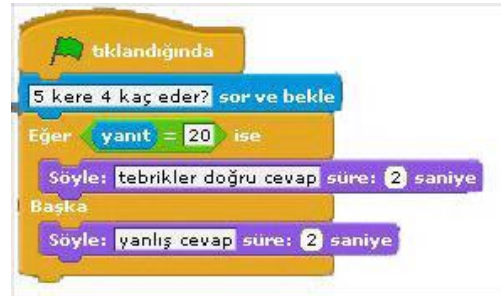 tıklandığında
5 kere 4 kaç eder? sor ve bekle
Eğer yanıt = 20 ise
Söyle: tebrikler doğru cevap süre: 2 saniye
Başka
Söyle: yanlış cevap süre: 2 saniye